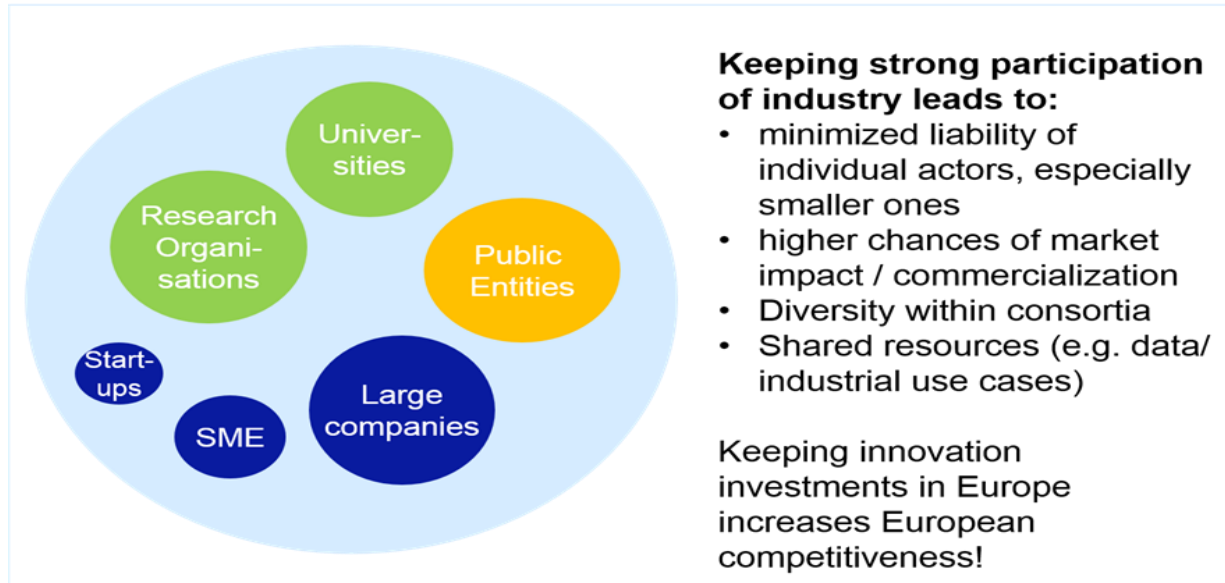 Univer-
sities
Research
Organi-
sations
Public
Entities
Start-
ups
SME
Large
companies
Keeping strong participation
of industry leads to:
• minimized liability of
individual actors, especially
smaller ones
• higher chances of market
impact / commercialization
• Diversity within consortia
• Shared resources (e.g. data/
industrial use cases)
Keeping innovation
investments in Europe
increases European
competitiveness!